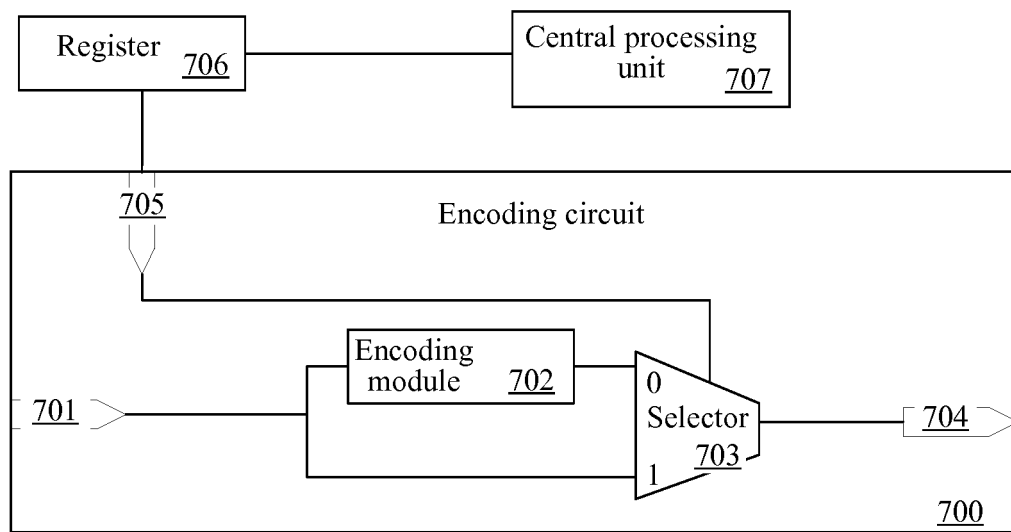 Register
706
Central processing
unit
707
705
Encoding circuit
Encoding
module
702
0
Selector
703
1
701
704
700